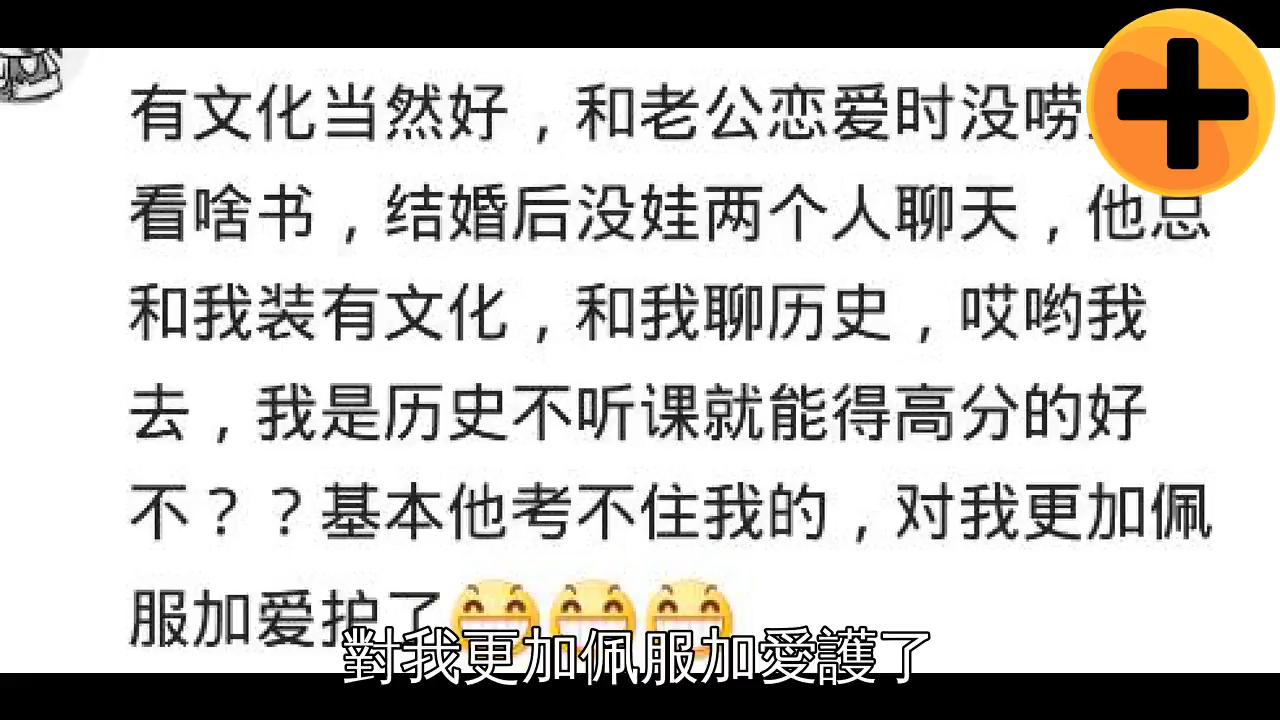 有文化当然好，和老公恋爱时没唠
看啥书，结婚后没娃两个人聊天，他总
和我装有文化，和我聊历史，哎哟我
去，我是历史不听课就能得高分的好
不？？基本他考不住我的，对我更加佩
服加爱护了😁😁😁
對我更加佩服加愛護了